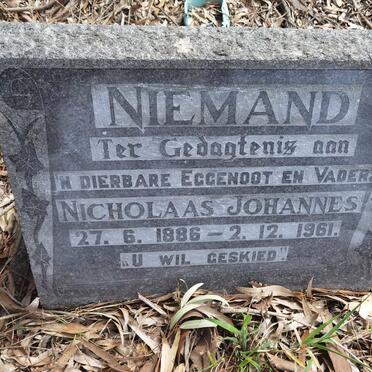 NIEMAND
Ter Gedagtenis aan
'N DIERBARE EGGENOOT EN VADER
NICHOLAAS JOHANNES
27. 6. 1886 – 2. 12. 1961.
„U WIL GESKIED"